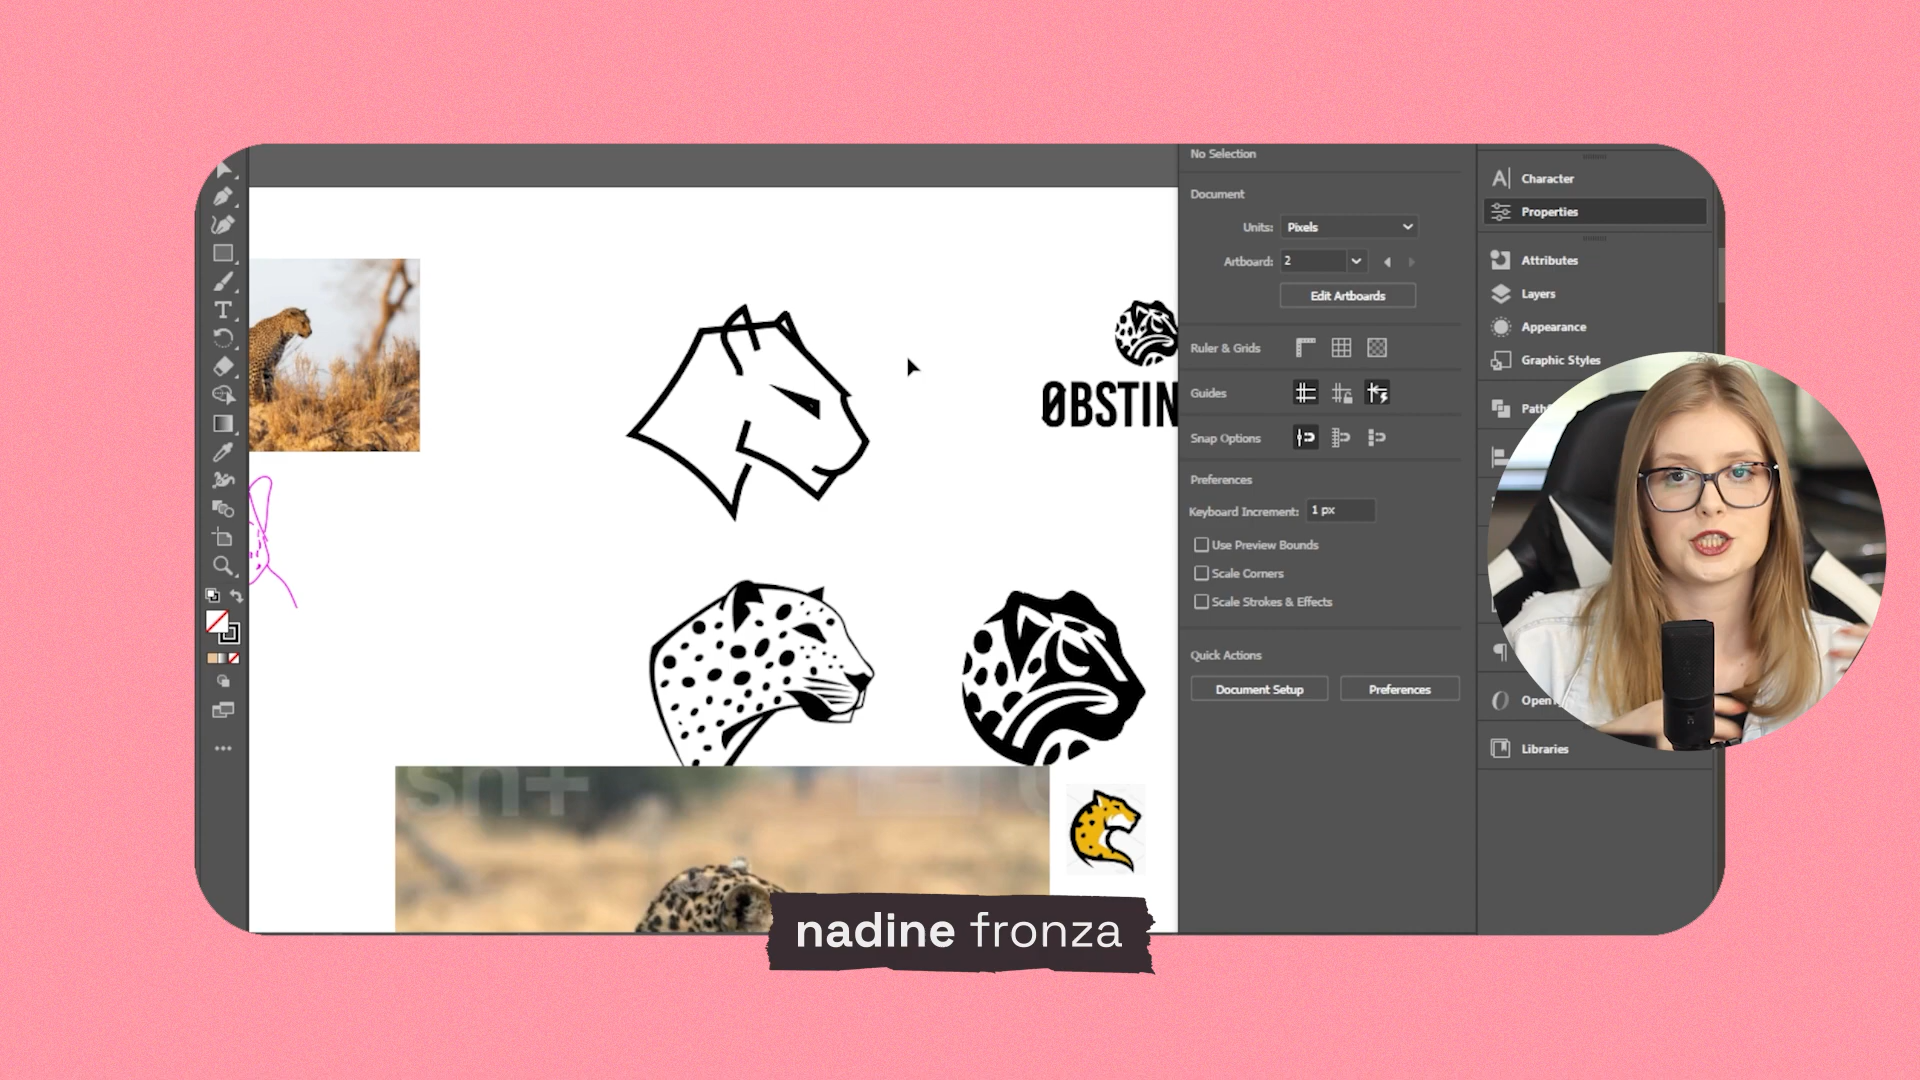 No Selection
Document
Units: Pixels
Artboard: 2
Edit Artboards
Ruler & Grids
Guides
Snap Options
Preferences
Keyboard Increment: 1 px
Use Preview Bounds
Scale Corners
Scale Strokes & Effects
Quick Actions
Document Setup
Preferences
Character
Properties
Attributes
Layers
Appearance
Graphic Styles
Path
Open
Libraries
ØBSTIN
sh+
nadine fronza